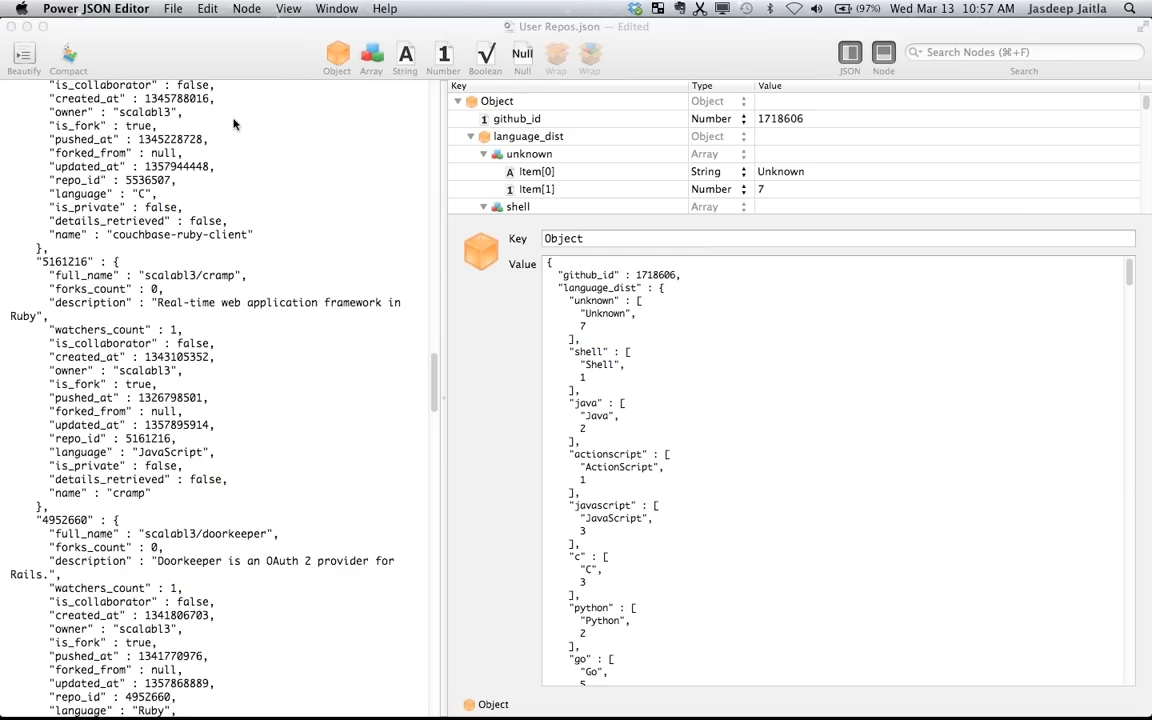 Power JSON Editor File Edit Node View Window Help (97%) Wed Mar 13 10:57 AM Jasdeep Jaitla
User Repos.json — Edited
Beautify Compact Object Array String Number Boolean Null Wrap Wrap JSON Node Search Nodes (⌘+F) Search
A 1 Null
"is_collaborator" : false,
"created_at" : 1345788016,
"owner" : "scalabl3",
"is_fork" : true,
"pushed_at" : 1345228728,
"forked_from" : null,
"updated_at" : 1357944448,
"repo_id" : 5536507,
"language" : "C",
"is_private" : false,
"details_retrieved" : false,
"name" : "couchbase-ruby-client"
},
"5161216" : {
"full_name" : "scalabl3/cramp",
"forks_count" : 0,
"description" : "Real-time web application framework in
Ruby",
"watchers_count" : 1,
"is_collaborator" : false,
"created_at" : 1343105352,
"owner" : "scalabl3",
"is_fork" : true,
"pushed_at" : 1326798501,
"forked_from" : null,
"updated_at" : 1357895914,
"repo_id" : 5161216,
"language" : "JavaScript",
"is_private" : false,
"details_retrieved" : false,
"name" : "cramp"
},
"4952660" : {
"full_name" : "scalabl3/doorkeeper",
"forks_count" : 0,
"description" : "Doorkeeper is an OAuth 2 provider for
Rails.",
"watchers_count" : 1,
"is_collaborator" : false,
"created_at" : 1341806703,
"owner" : "scalabl3",
"is_fork" : true,
"pushed_at" : 1341770976,
"forked_from" : null,
"updated_at" : 1357868889,
"repo_id" : 4952660,
"language" : "Ruby",
Key Type Value
Object Object
1 github_id Number 1718606
language_dist Object
unknown Array
A Item[0] String Unknown
1 Item[1] Number 7
shell Array
Key Object
Value {
"github_id" : 1718606,
"language_dist" : {
"unknown" : [
"Unknown",
7
],
"shell" : [
"Shell",
1
],
"java" : [
"Java",
2
],
"actionscript" : [
"ActionScript",
1
],
"javascript" : [
"JavaScript",
3
],
"c" : [
"C",
3
],
"python" : [
"Python",
2
],
"go" : [
"Go",
5
Object